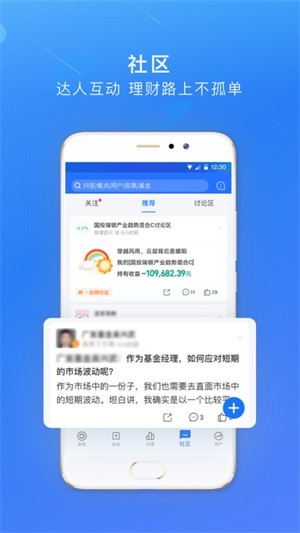 社区
达人互动 理财路上不孤单
12:30
问答/看点/用户/股票/基金
关注
推荐
讨论区
国投瑞银产业趋势混合C讨论区
穿越风雨，云层背后是暖阳
我的[国投瑞银产业趋势混合C]
持有收益 -109,682.39元
11
作为基金经理，如何应对短期
的市场波动呢?
作为市场中的一份子，我们也需要去直面市场中
的短期波动。坦白讲，我确实是以一个比较平
社区